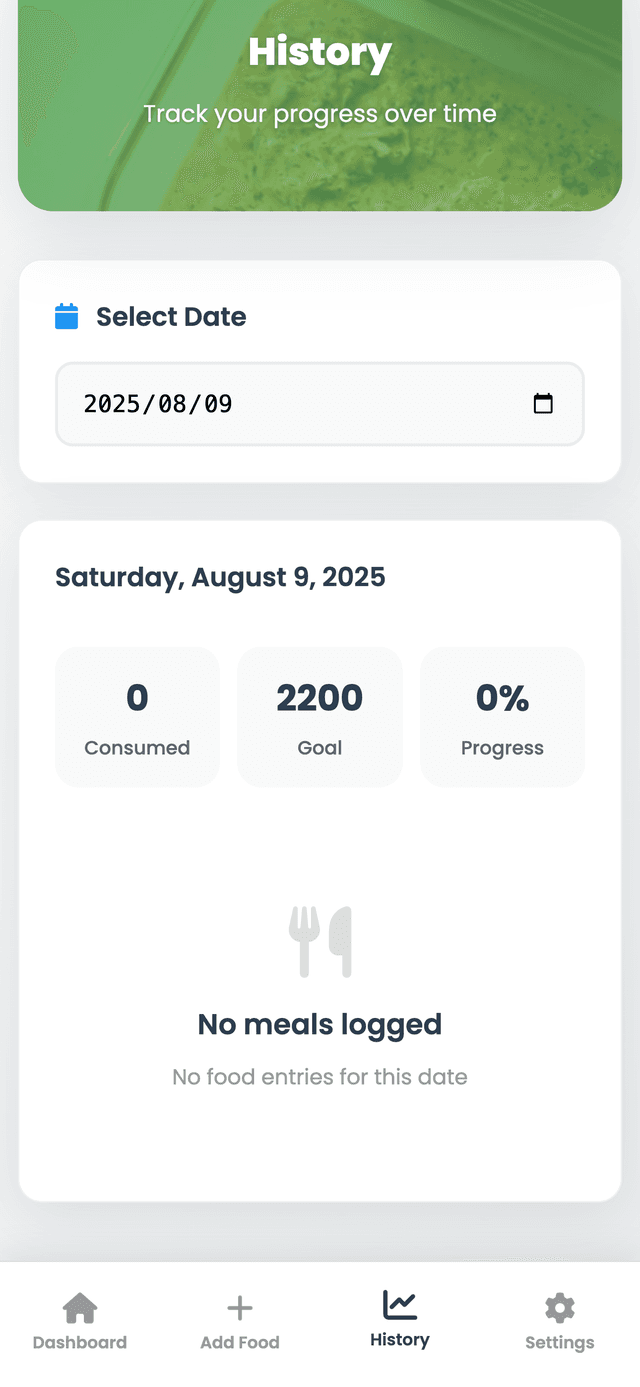 History
Track your progress over time
Select Date
2025/08/09
Saturday, August 9, 2025
0 2200 0%
Consumed Goal Progress
No meals logged
No food entries for this date
Dashboard Add Food History Settings